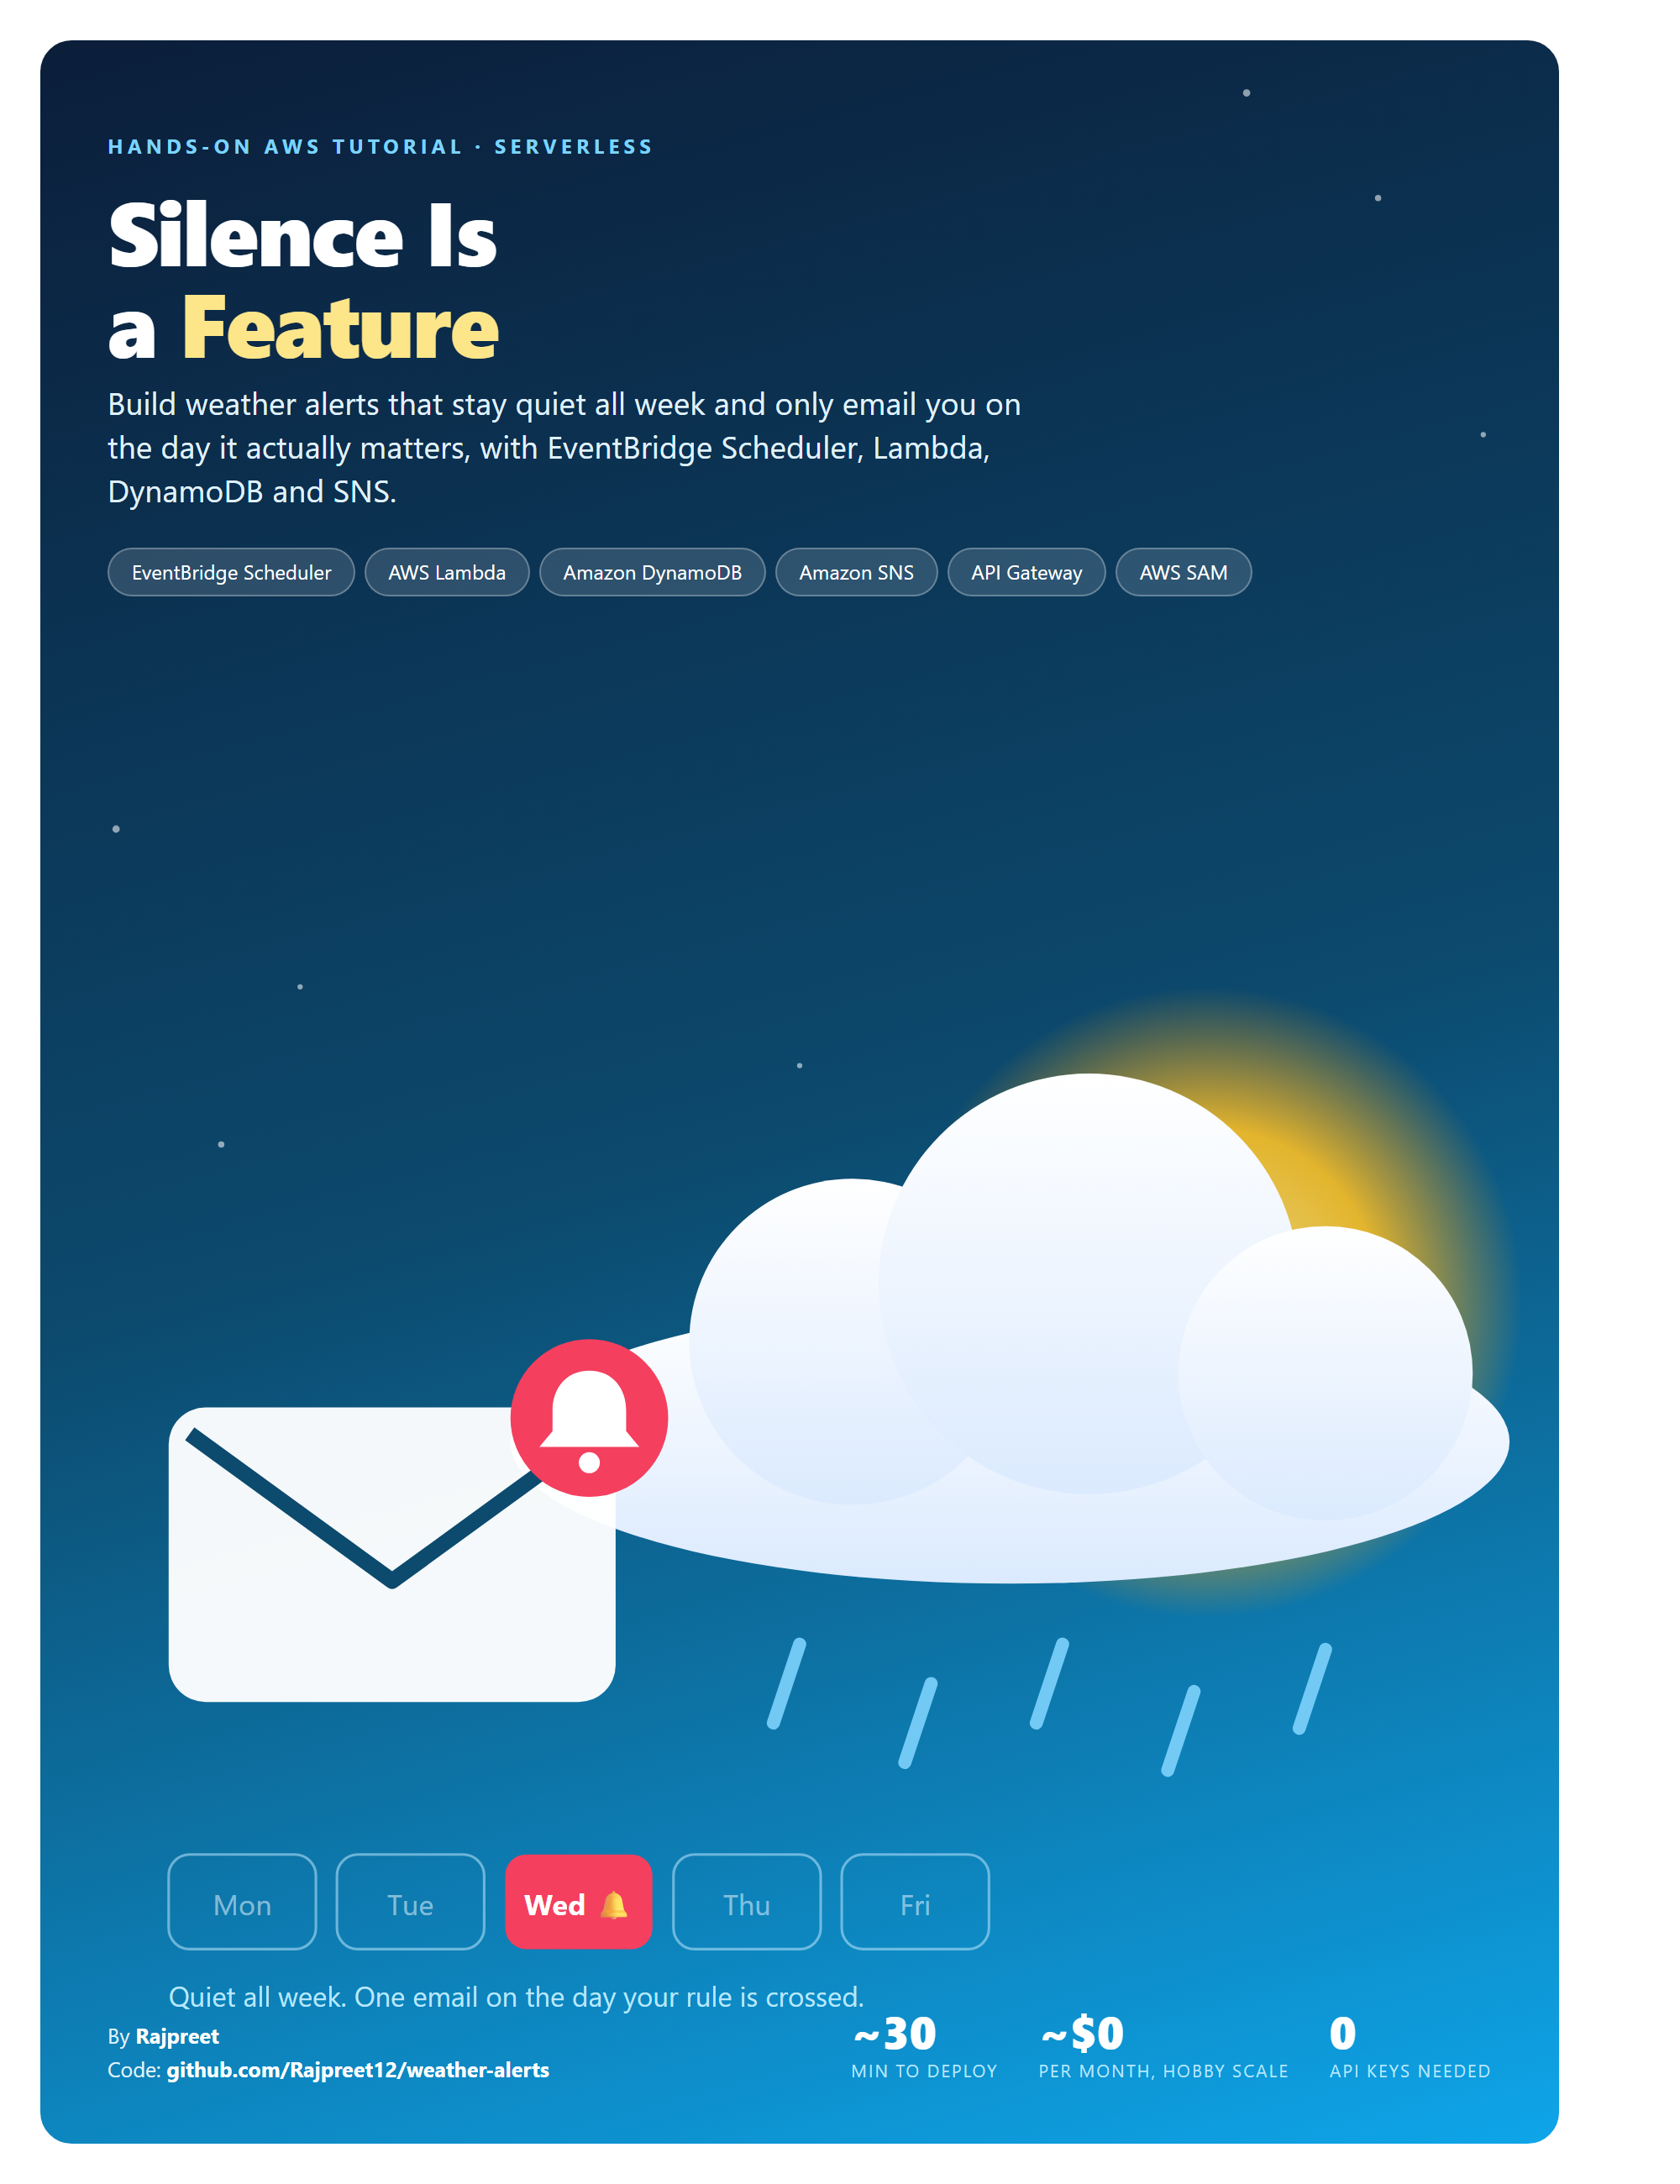 HANDS-ON AWS TUTORIAL · SERVERLESS
Silence Is
a Feature
Build weather alerts that stay quiet all week and only email you on
the day it actually matters, with EventBridge Scheduler, Lambda,
DynamoDB and SNS.
EventBridge Scheduler AWS Lambda Amazon DynamoDB Amazon SNS API Gateway AWS SAM
Mon Tue Wed 🔔 Thu Fri
Quiet all week. One email on the day your rule is crossed.
By Rajpreet
Code: github.com/Rajpreet12/weather-alerts
~30 ~$0 0
MIN TO DEPLOY PER MONTH, HOBBY SCALE API KEYS NEEDED